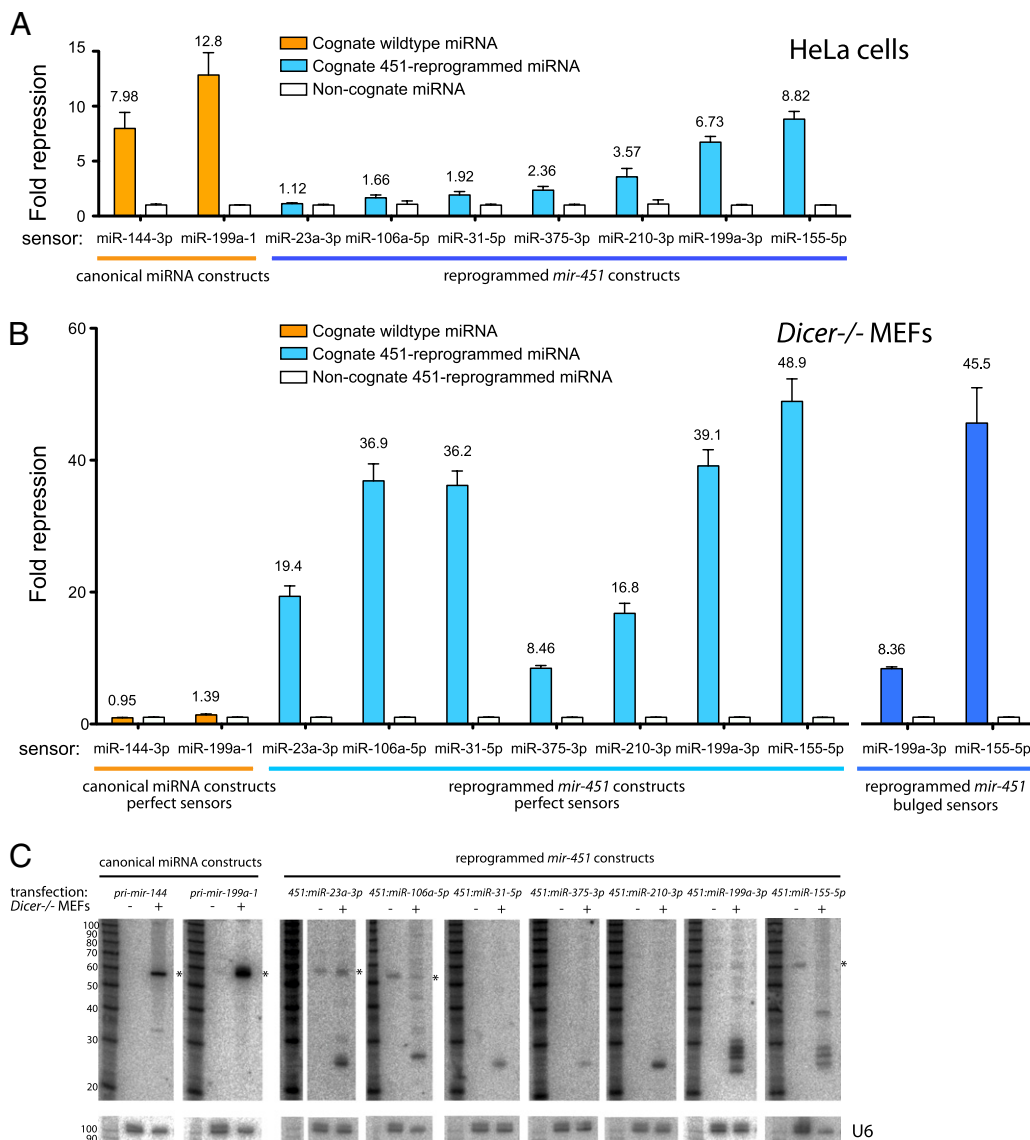 A
HeLa cells
Cognate wildtype miRNA
Cognate 451-reprogrammed miRNA
Non-cognate miRNA
Fold repression
15
10
5
0
7.98
12.8
1.12
1.66
1.92
2.36
3.57
6.73
8.82
sensor: miR-144-3p miR-199a-1 miR-23a-3p miR-106a-5p miR-31-5p miR-375-3p miR-210-3p miR-199a-3p miR-155-5p
canonical miRNA constructs reprogrammed mir-451 constructs
B
Dicer-/- MEFs
Cognate wildtype miRNA
Cognate 451-reprogrammed miRNA
Non-cognate 451-reprogrammed miRNA
Fold repression
60
40
20
0
0.95
1.39
19.4
36.9
36.2
8.46
16.8
39.1
48.9
8.36
45.5
sensor: miR-144-3p miR-199a-1 miR-23a-3p miR-106a-5p miR-31-5p miR-375-3p miR-210-3p miR-199a-3p miR-155-5p miR-199a-3p miR-155-5p
canonical miRNA constructs reprogrammed mir-451 constructs reprogrammed mir-451
perfect sensors perfect sensors bulged sensors
C
canonical miRNA constructs reprogrammed mir-451 constructs
transfection: pri-mir-144 pri-mir-199a-1 451:miR-23a-3p 451:miR-106a-5p 451:miR-31-5p 451:miR-375-3p 451:miR-210-3p 451:miR-199a-3p 451:miR-155-5p
Dicer-/- MEFs - + - + - + - + - + - + - + - + - +
100
90
80
70
60
50
40
30
20
* * * * *
100
90
U6